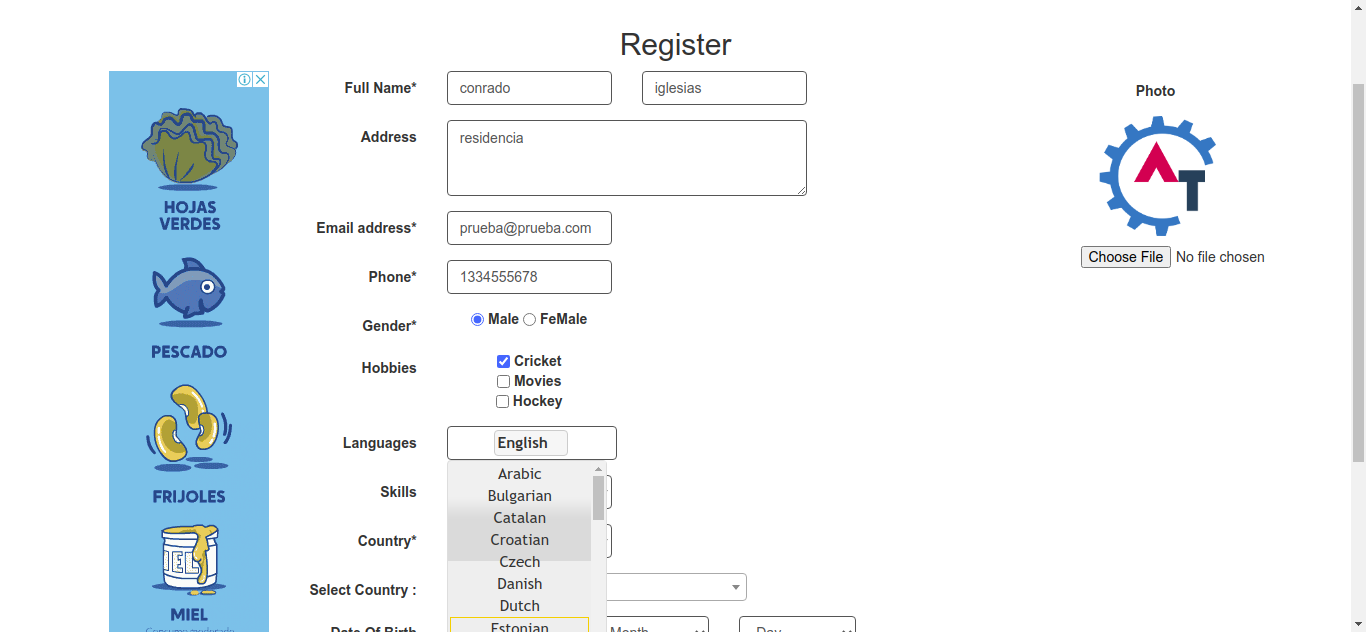 Register
Full Name*
conrado
iglesias
Photo
Address
residencia
Email address*
prueba@prueba.com
Phone*
1334555678
Choose File No file chosen
Gender*
Male FeMale
Hobbies
Cricket
Movies
Hockey
Languages
English
Arabic
Bulgarian
Catalan
Croatian
Czech
Danish
Dutch
Estonian
Skills
Country*
Select Country :
Date Of Birth
Month
Day
HOJAS
VERDES
PESCADO
FRIJOLES
MIEL
Consumo moderado